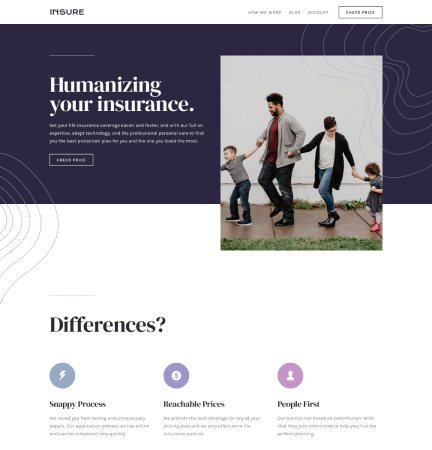 INSURE
HOW WE WORK BLOG ACCOUNT CHECK PRICE
Humanizing
your insurance.
Get your life insurance coverage easier and faster, and with our full on
expertise, adept technology, and the professional personal care to find
you the best protection plan for you and the one you loved the most.
CHECK PRICE
Differences?
Snappy Process
We saved you from boring and unnecessary
papers. Our application process will be online
and can be completed very quickly.
Reachable Prices
We provide the best coverage for any of your
pricing plan and we only offers term life
insurance policies.
People First
Our team is not based on commission. With
that they just committed to help you find the
perfect planning.